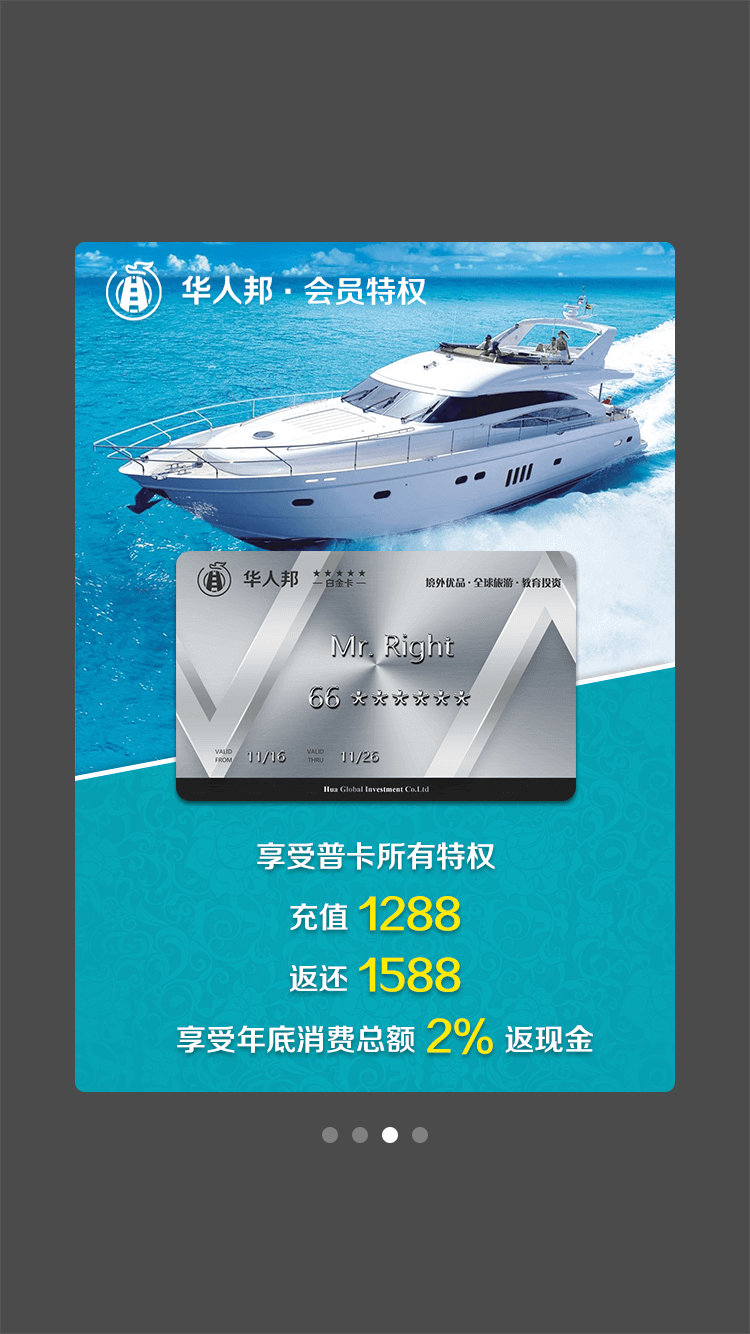 华人邦·会员特权
华人邦
★★★★★
白金卡
境外优品·全球旅游·教育投资
Mr. Right
66 ******
VALID FROM 11/16 VALID THRU 11/26
Hua Global Investment Co.Ltd
享受普卡所有特权
充值 1288
返还 1588
享受年底消费总额 2% 返现金